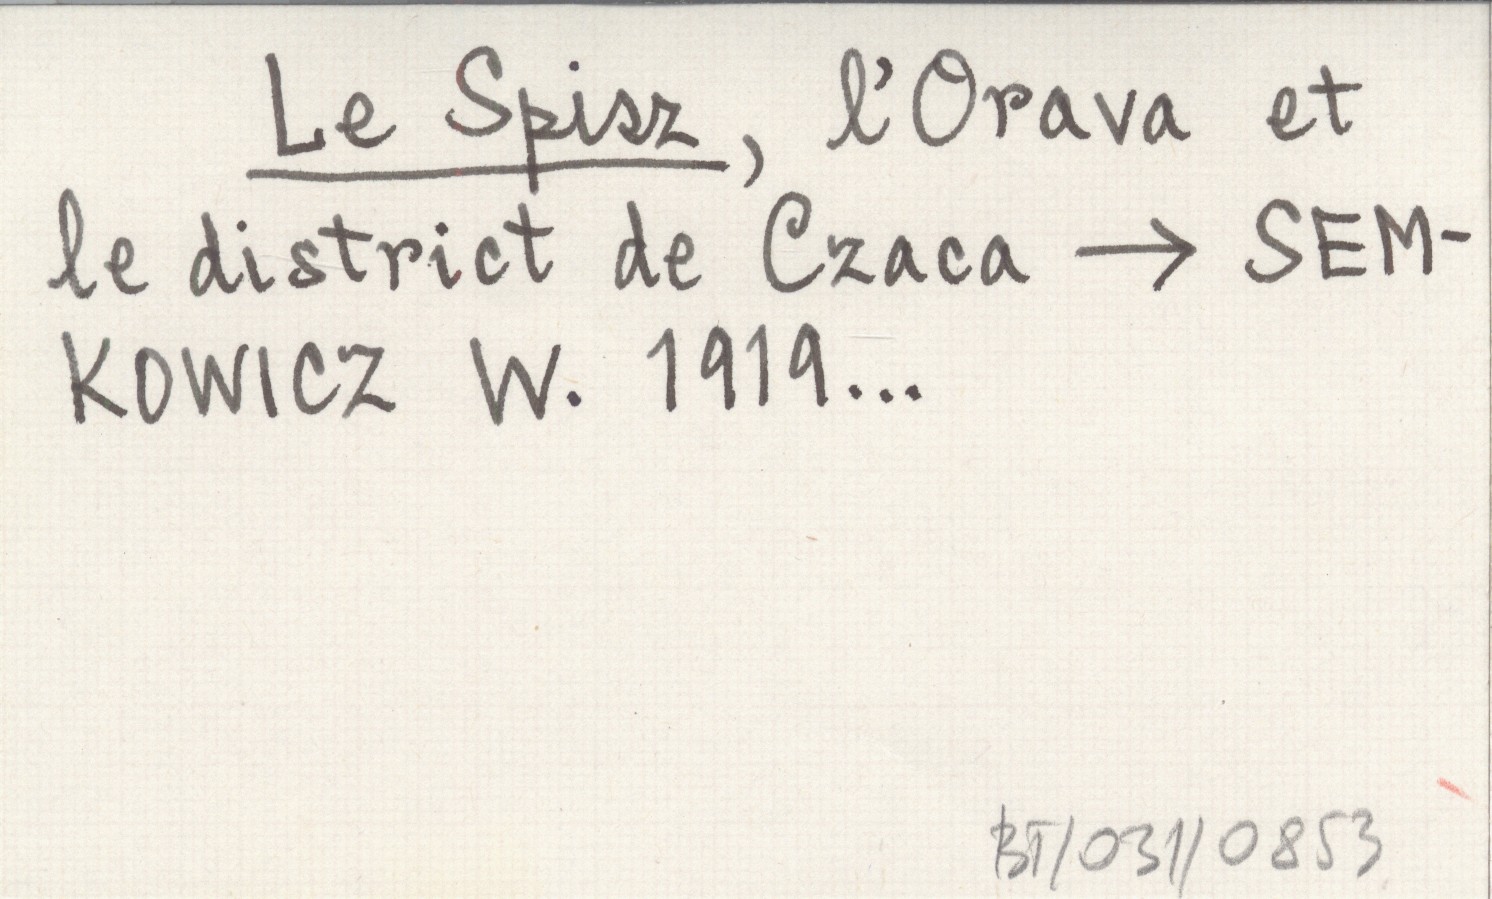 Le Spisz, l'Orava et
le district de Czaca → SEM-
KOWICZ W. 1919...
BT/031/0853